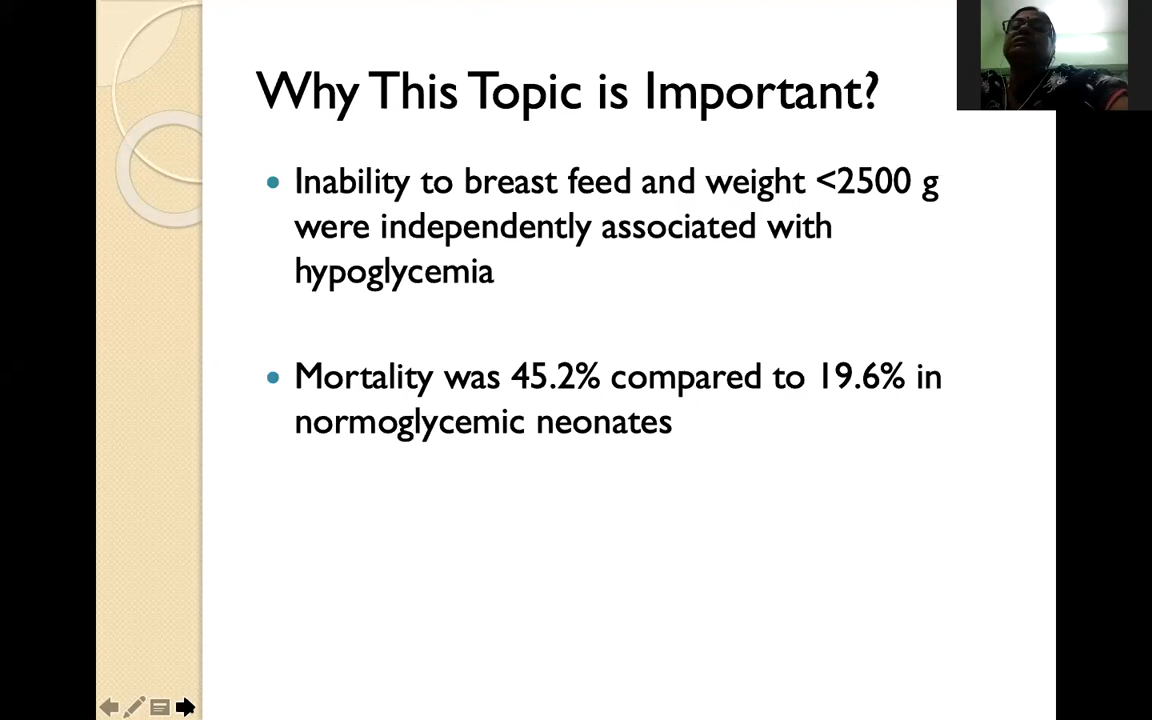 Why This Topic is Important?
• Inability to breast feed and weight <2500 g
were independently associated with
hypoglycemia
• Mortality was 45.2% compared to 19.6% in
normoglycemic neonates